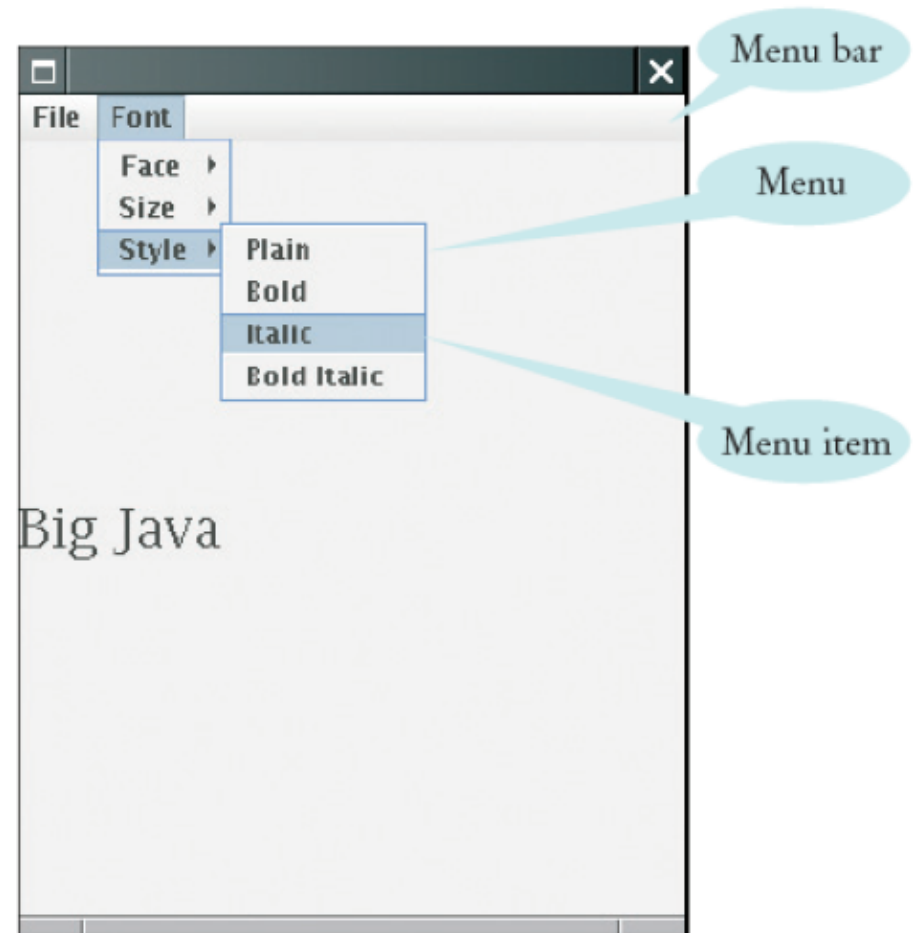 Menu bar
File Font
Face
Menu
Size
Style
Plain
Bold
Italic
Bold Italic
Menu item
Big Java